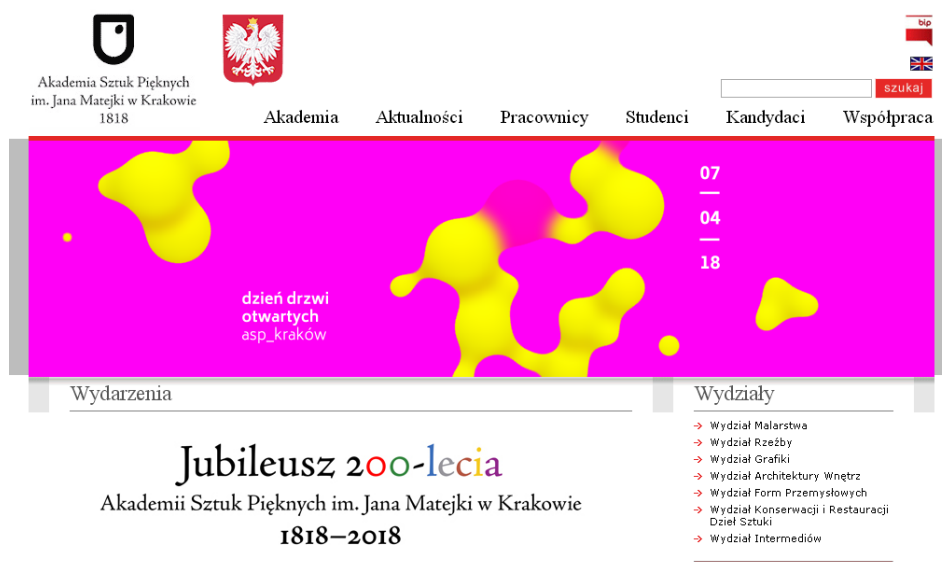 Akademia Sztuk Pięknych
im. Jana Matejki w Krakowie
1818
bip
szukaj
Akademia Aktualności Pracownicy Studenci Kandydaci Współpraca
07
04
18
dzień drzwi
otwartych
asp_kraków
Wydarzenia
Jubileusz 200-lecia
Akademii Sztuk Pięknych im. Jana Matejki w Krakowie
1818–2018
Wydziały
Wydział Malarstwa
Wydział Rzeźby
Wydział Grafiki
Wydział Architektury Wnętrz
Wydział Form Przemysłowych
Wydział Konserwacji i Restauracji
Dzieł Sztuki
Wydział Intermediów